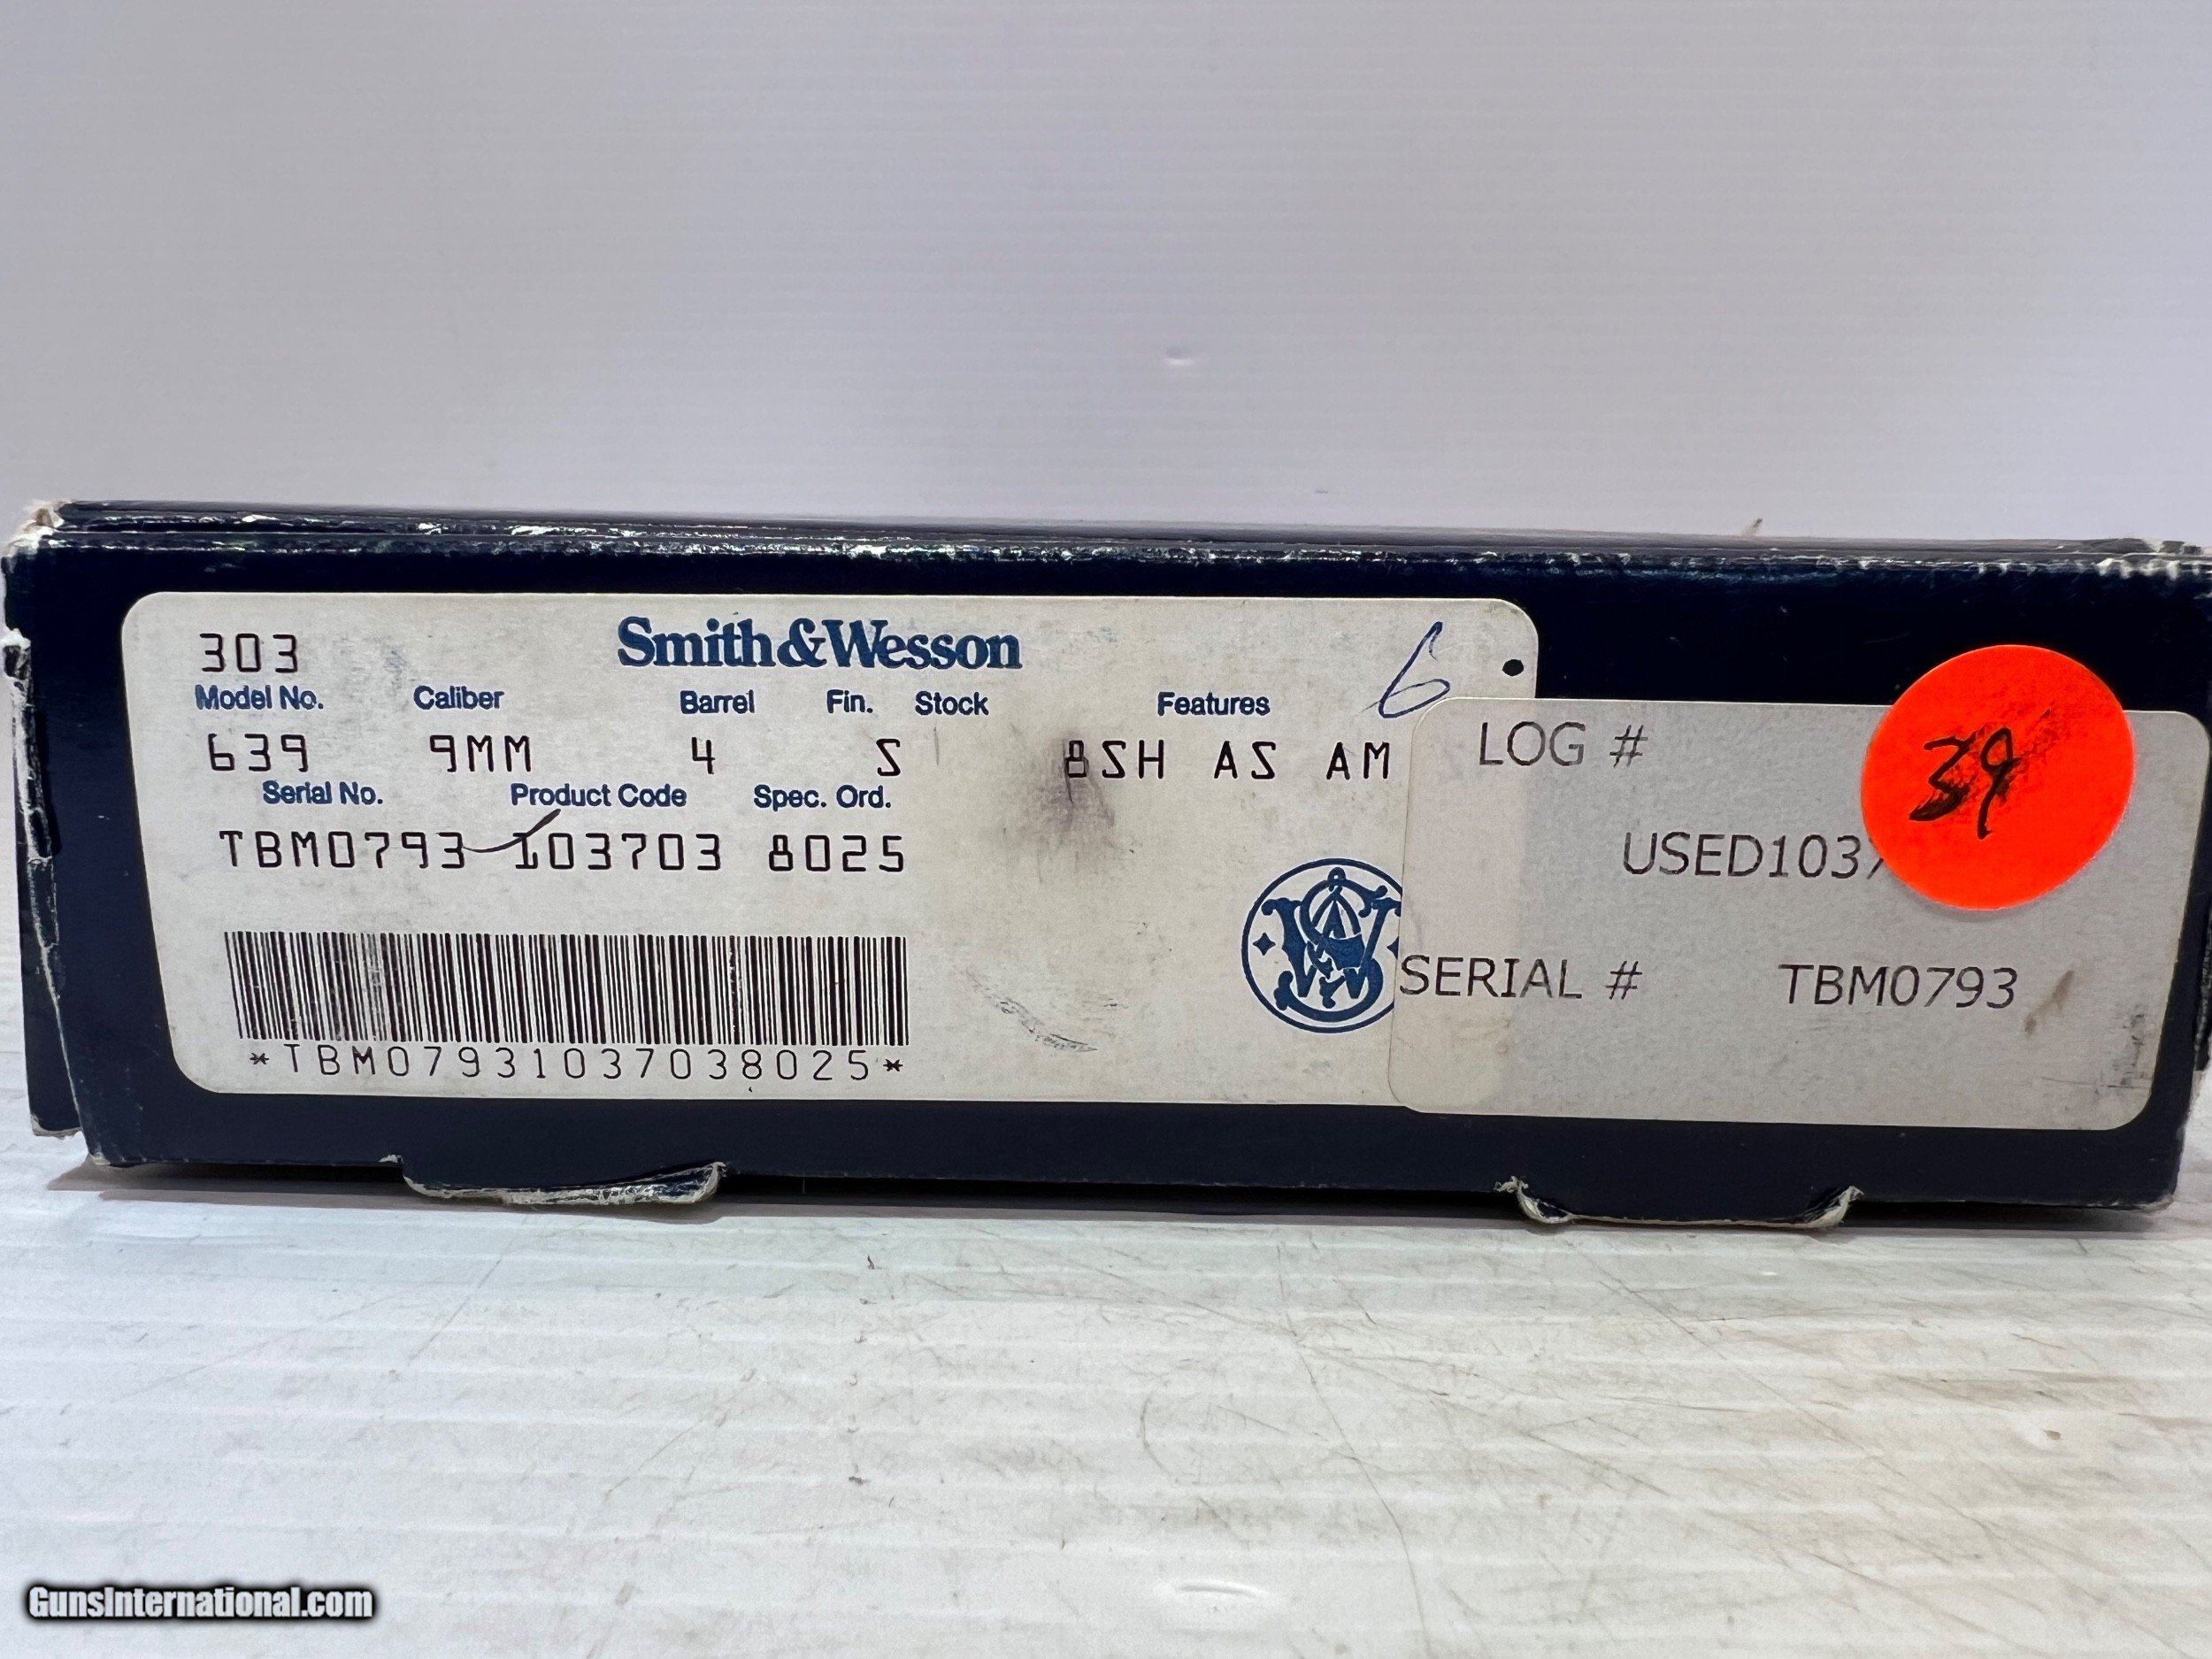 303
Smith&Wesson
6
Model No. Caliber Barrel Fin. Stock Features
639 9MM 4 S 8SH AS AM
Serial No. Product Code Spec. Ord.
TBM0793 103703 8025
*TBM07931037038025*
LOG #
39
USED103
SERIAL # TBM0793
GunsInternational.com